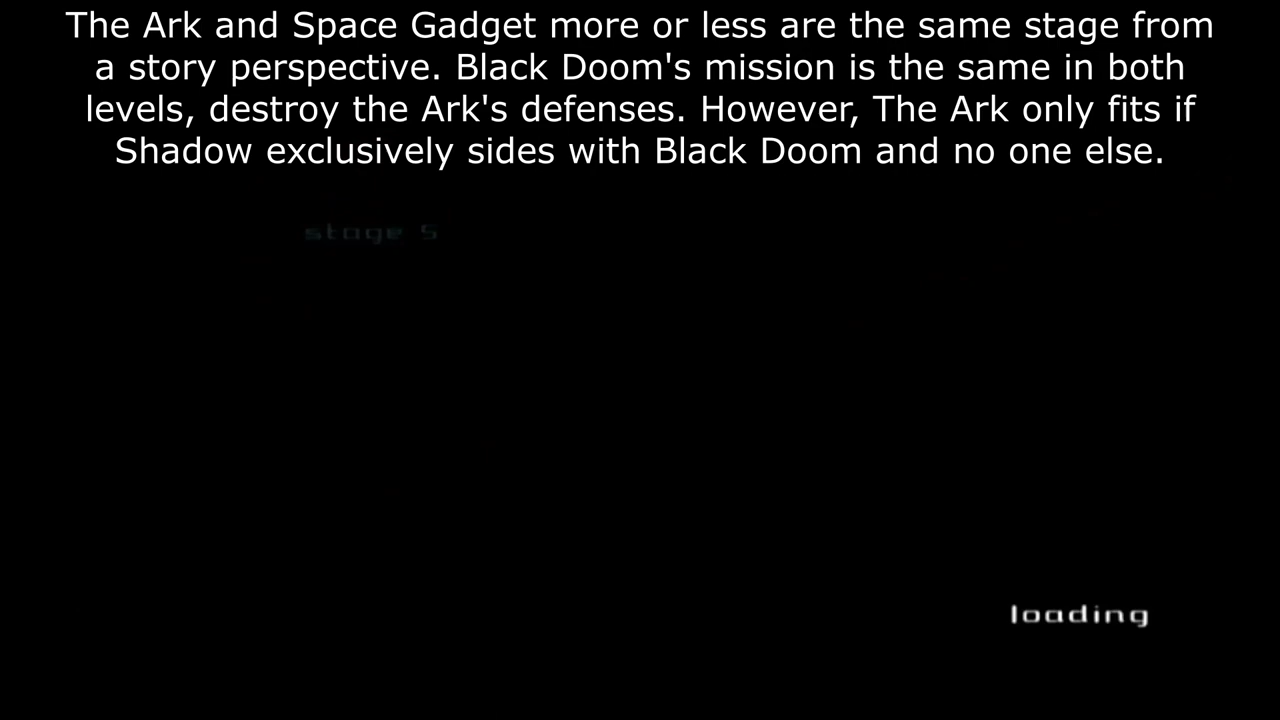 The Ark and Space Gadget more or less are the same stage from
a story perspective. Black Doom's mission is the same in both
levels, destroy the Ark's defenses. However, The Ark only fits if
Shadow exclusively sides with Black Doom and no one else.
stage 5
loading